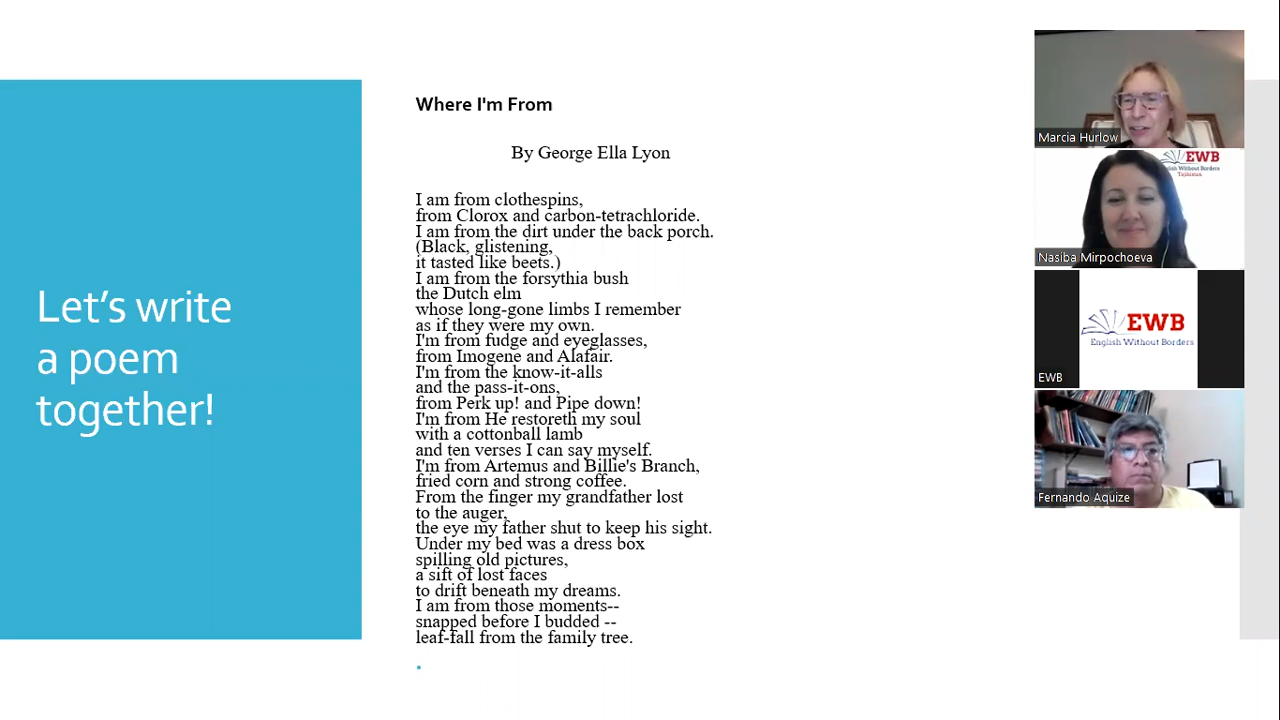 Let's write
a poem
together!
Where I'm From
By George Ella Lyon
I am from clothespins,
from Clorox and carbon-tetrachloride.
I am from the dirt under the back porch.
(Black, glistening,
it tasted like beets.)
I am from the forsythia bush
the Dutch elm
whose long-gone limbs I remember
as if they were my own.
I'm from fudge and eyeglasses,
from Imogene and Alafair.
I'm from the know-it-alls
and the pass-it-ons,
from Perk up! and Pipe down!
I'm from He restoreth my soul
with a cottonball lamb
and ten verses I can say myself.
I'm from Artemus and Billie's Branch,
fried corn and strong coffee.
From the finger my grandfather lost
to the auger,
the eye my father shut to keep his sight.
Under my bed was a dress box
spilling old pictures,
a sift of lost faces
to drift beneath my dreams.
I am from those moments--
snapped before I budded --
leaf-fall from the family tree.
Marcia Hurlow
EWB
English Without Borders
Tajikistan
Nasiba Mirpochoeva
EWB
English Without Borders
EWB
Fernando Aquize